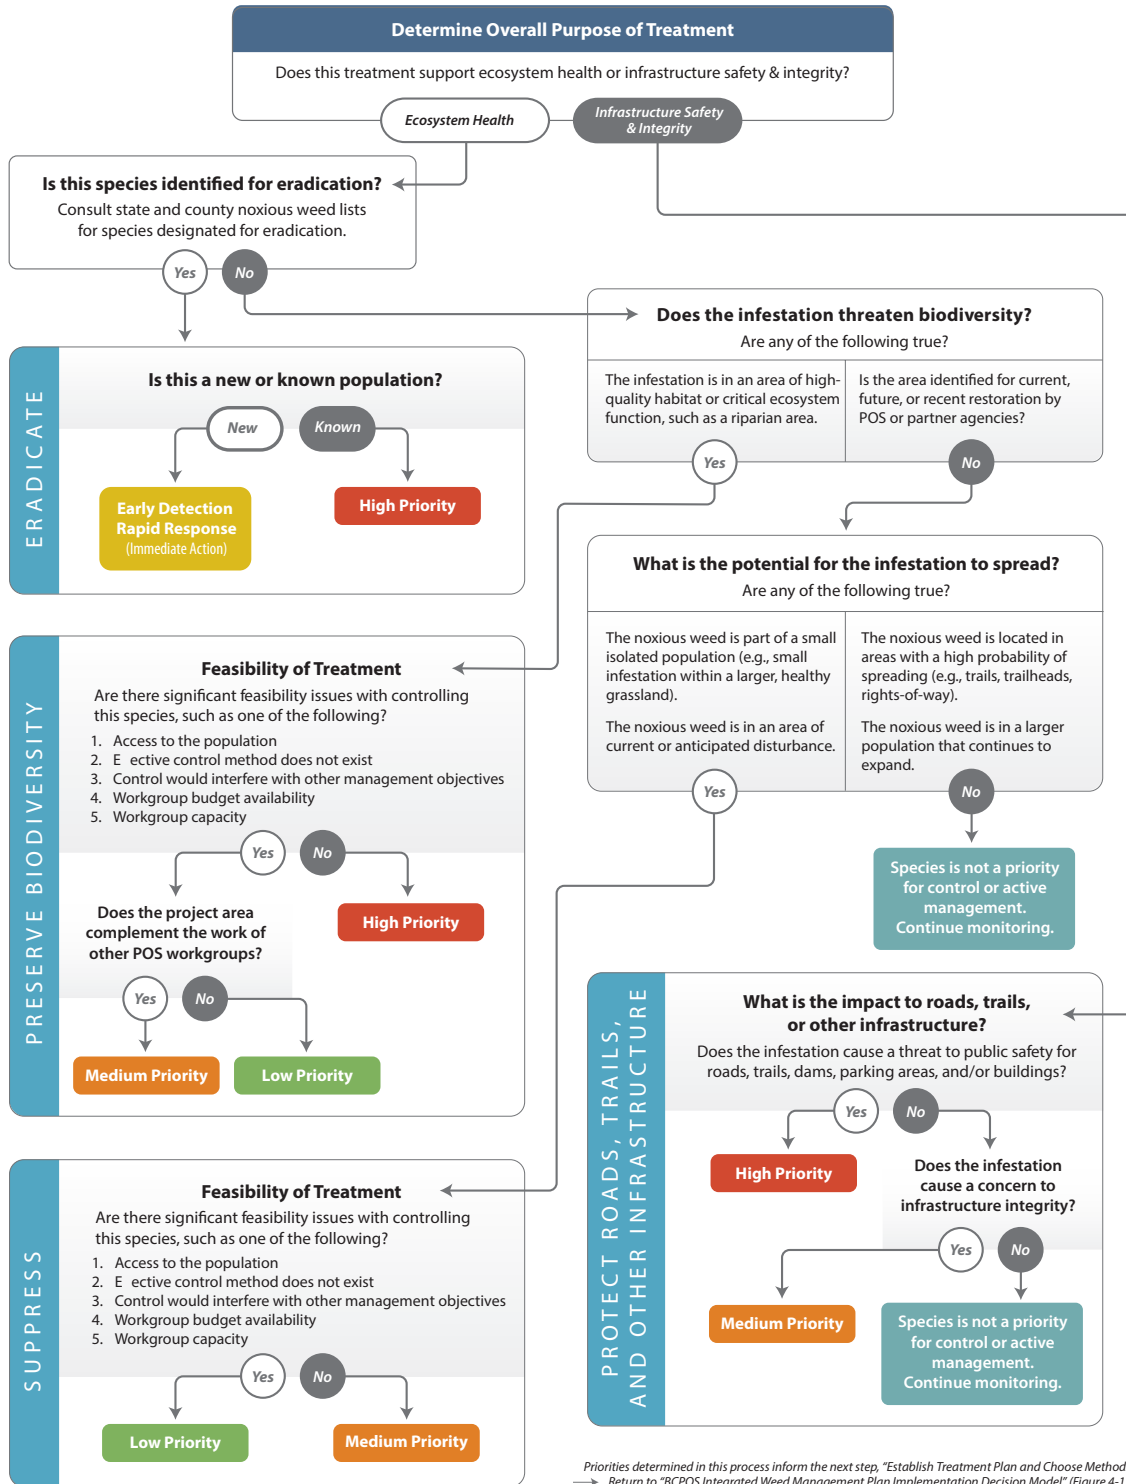 Determine Overall Purpose of Treatment
Does this treatment support ecosystem health or infrastructure safety & integrity?
Ecosystem Health
Infrastructure Safety
& Integrity
Is this species identified for eradication?
Consult state and county noxious weed lists
for species designated for eradication.
Yes
No
ERADICATE
Is this a new or known population?
New
Known
Early Detection
Rapid Response
(Immediate Action)
High Priority
Does the infestation threaten biodiversity?
Are any of the following true?
The infestation is in an area of high-
quality habitat or critical ecosystem
function, such as a riparian area.
Is the area identified for current,
future, or recent restoration by
POS or partner agencies?
Yes
No
What is the potential for the infestation to spread?
Are any of the following true?
The noxious weed is part of a small
isolated population (e.g., small
infestation within a larger, healthy
grassland).
The noxious weed is in an area of
current or anticipated disturbance.
The noxious weed is located in
areas with a high probability of
spreading (e.g., trails, trailheads,
rights-of-way).
The noxious weed is in a larger
population that continues to
expand.
Yes
No
Species is not a priority
for control or active
management.
Continue monitoring.
PRESERVE BIODIVERSITY
Feasibility of Treatment
Are there significant feasibility issues with controlling
this species, such as one of the following?
1. Access to the population
2. E ective control method does not exist
3. Control would interfere with other management objectives
4. Workgroup budget availability
5. Workgroup capacity
Yes
No
Does the project area
complement the work of
other POS workgroups?
High Priority
Yes
No
Medium Priority
Low Priority
SUPPRESS
Feasibility of Treatment
Are there significant feasibility issues with controlling
this species, such as one of the following?
1. Access to the population
2. E ective control method does not exist
3. Control would interfere with other management objectives
4. Workgroup budget availability
5. Workgroup capacity
Yes
No
Low Priority
Medium Priority
PROTECT ROADS, TRAILS,
AND OTHER INFRASTRUCTURE
What is the impact to roads, trails,
or other infrastructure?
Does the infestation cause a threat to public safety for
roads, trails, dams, parking areas, and/or buildings?
Yes
No
High Priority
Does the infestation
cause a concern to
infrastructure integrity?
Yes
No
Medium Priority
Species is not a priority
for control or active
management.
Continue monitoring.
Priorities determined in this process inform the next step, "Establish Treatment Plan and Choose Method
Return to "BCPOS Integrated Weed Management Plan Implementation Decision Model" (Figure 4-1